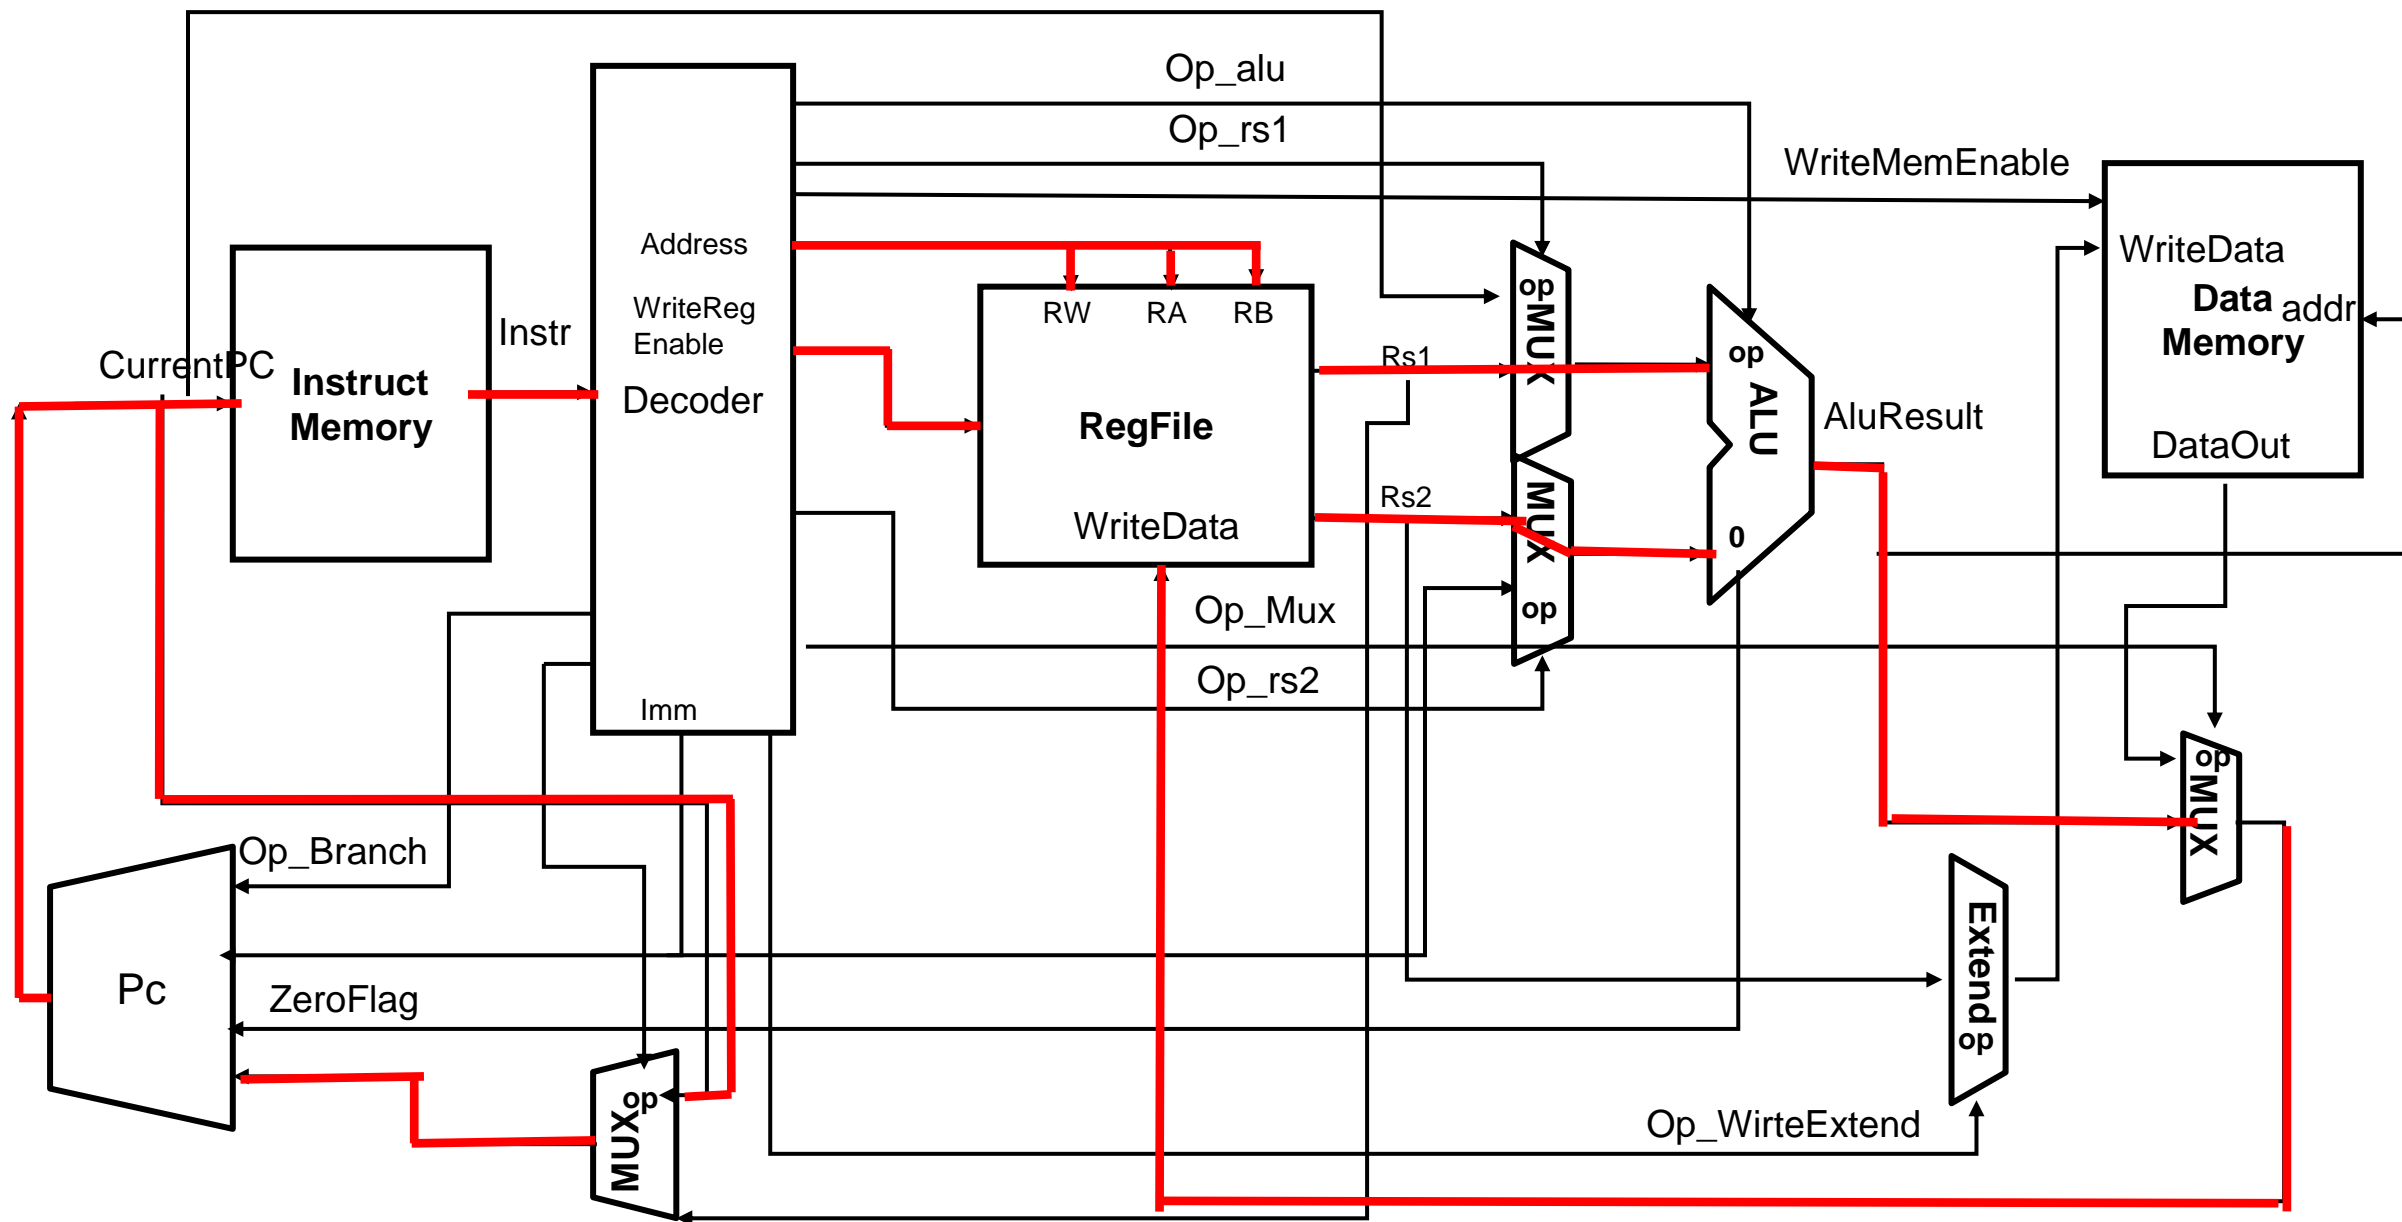 Op_alu
Op_rs1
WriteMemEnable
Address
WriteReg
Enable
Decoder
Imm
CurrentPC
Instruct
Memory
Instr
RW
RA
RB
RegFile
WriteData
Rs1
Rs2
op
MUX
MUX
op
op
ALU
0
AluResult
WriteData
Data
Memory
addr
DataOut
Op_Mux
Op_rs2
op
MUX
Op_Branch
Pc
ZeroFlag
op
MUX
Extend
op
Op_WirteExtend